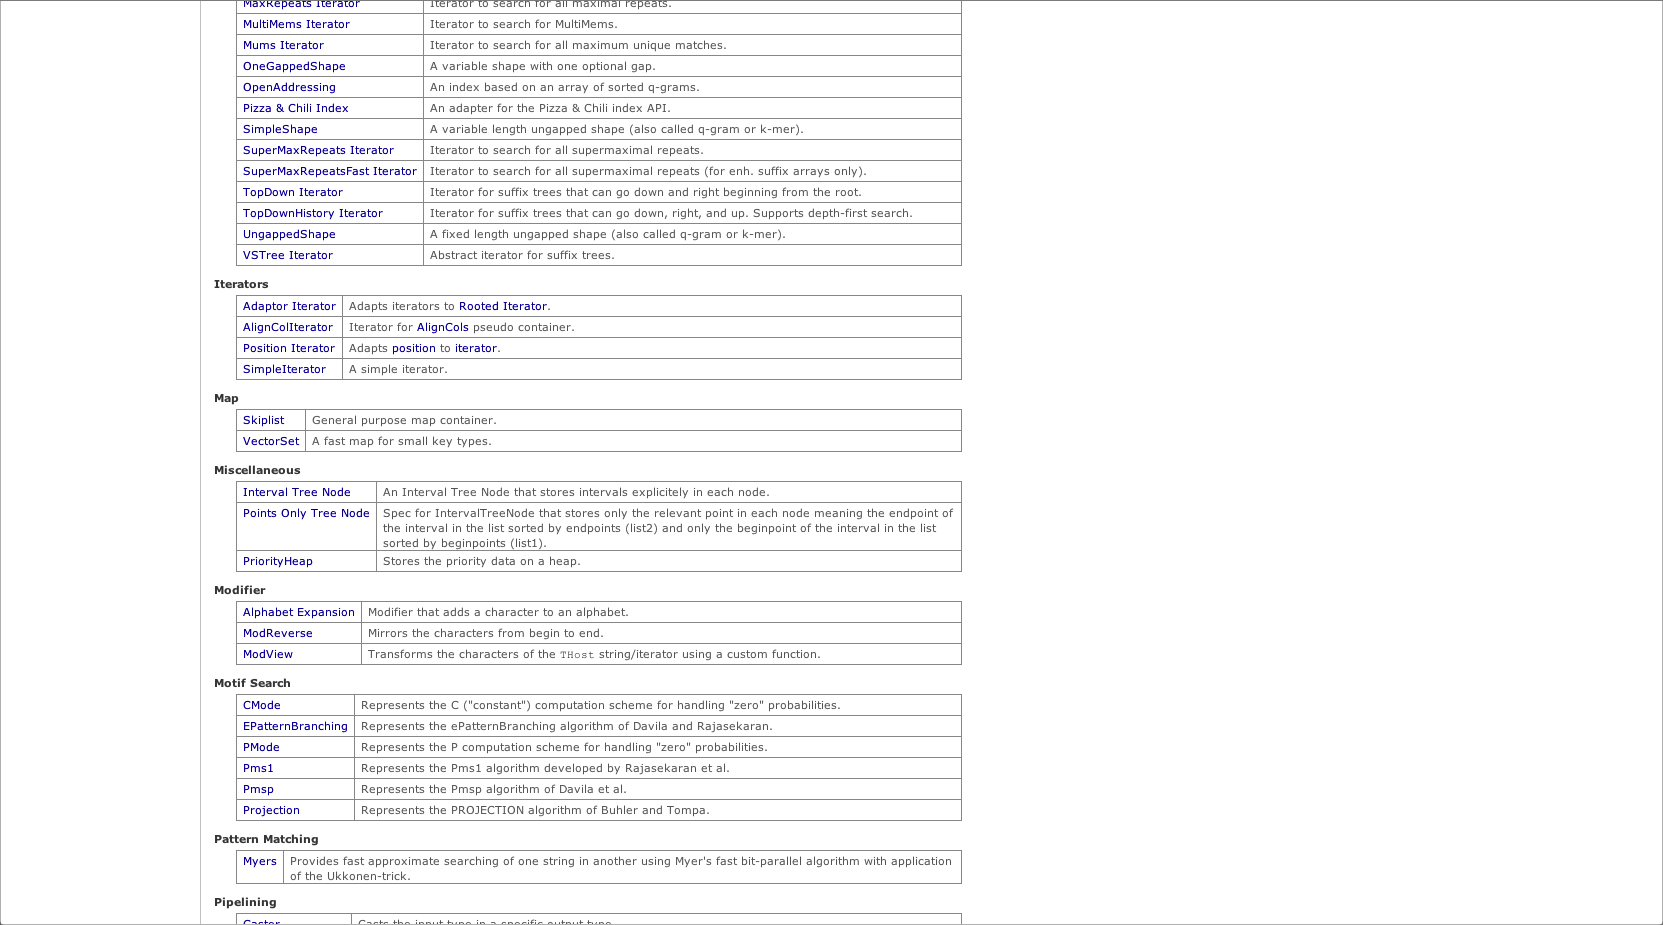 MaxRepeats Iterator Iterator to search for all maximal repeats.
MultiMems Iterator Iterator to search for MultiMems.
Mums Iterator Iterator to search for all maximum unique matches.
OneGappedShape A variable shape with one optional gap.
OpenAddressing An index based on an array of sorted q-grams.
Pizza & Chili Index An adapter for the Pizza & Chili index API.
SimpleShape A variable length ungapped shape (also called q-gram or k-mer).
SuperMaxRepeats Iterator Iterator to search for all supermaximal repeats.
SuperMaxRepeatsFast Iterator Iterator to search for all supermaximal repeats (for enh. suffix arrays only).
TopDown Iterator Iterator for suffix trees that can go down and right beginning from the root.
TopDownHistory Iterator Iterator for suffix trees that can go down, right, and up. Supports depth-first search.
UngappedShape A fixed length ungapped shape (also called q-gram or k-mer).
VSTree Iterator Abstract iterator for suffix trees.
Iterators
Adaptor Iterator Adapts iterators to Rooted Iterator.
AlignColIterator Iterator for AlignCols pseudo container.
Position Iterator Adapts position to iterator.
SimpleIterator A simple iterator.
Map
Skiplist General purpose map container.
VectorSet A fast map for small key types.
Miscellaneous
Interval Tree Node An Interval Tree Node that stores intervals explicitely in each node.
Points Only Tree Node Spec for IntervalTreeNode that stores only the relevant point in each node meaning the endpoint of
the interval in the list sorted by endpoints (list2) and only the beginpoint of the interval in the list
sorted by beginpoints (list1).
PriorityHeap Stores the priority data on a heap.
Modifier
Alphabet Expansion Modifier that adds a character to an alphabet.
ModReverse Mirrors the characters from begin to end.
ModView Transforms the characters of the THost string/iterator using a custom function.
Motif Search
CMode Represents the C ("constant") computation scheme for handling "zero" probabilities.
EPatternBranching Represents the ePatternBranching algorithm of Davila and Rajasekaran.
PMode Represents the P computation scheme for handling "zero" probabilities.
Pms1 Represents the Pms1 algorithm developed by Rajasekaran et al.
Pmsp Represents the Pmsp algorithm of Davila et al.
Projection Represents the PROJECTION algorithm of Buhler and Tompa.
Pattern Matching
Myers Provides fast approximate searching of one string in another using Myer's fast bit-parallel algorithm with application
of the Ukkonen-trick.
Pipelining
Caster Casts the input type in a specific output type.